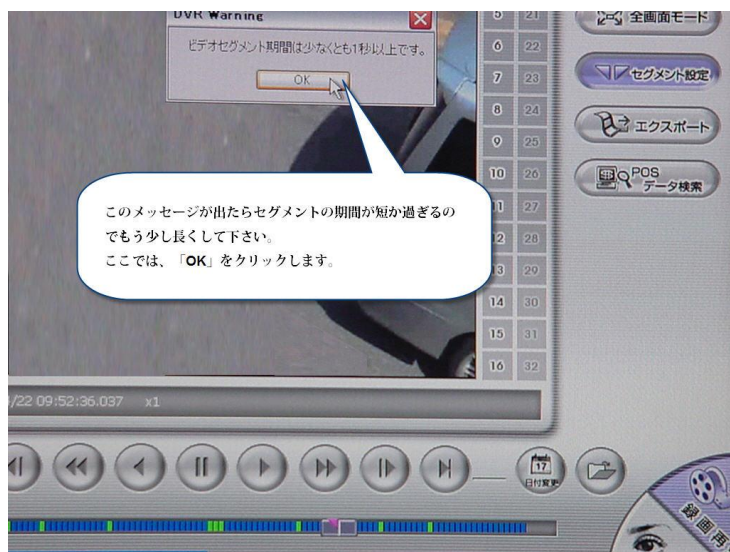 DVR Warning
ビデオセグメント期間は少なくとも1秒以上です。
OK
このメッセージが出たらセグメントの期間が短か過ぎるの
でもう少し長くして下さい。
ここでは、「OK」をクリックします。
5 21
6 22
7 23
8 24
9 25
10 26
11 27
12 28
13 29
14 30
15 31
16 32
全画面モード
セグメント設定
エクスポート
POS
データ検索
/22 09:52:36.037 x1
17
日付変更
録画再